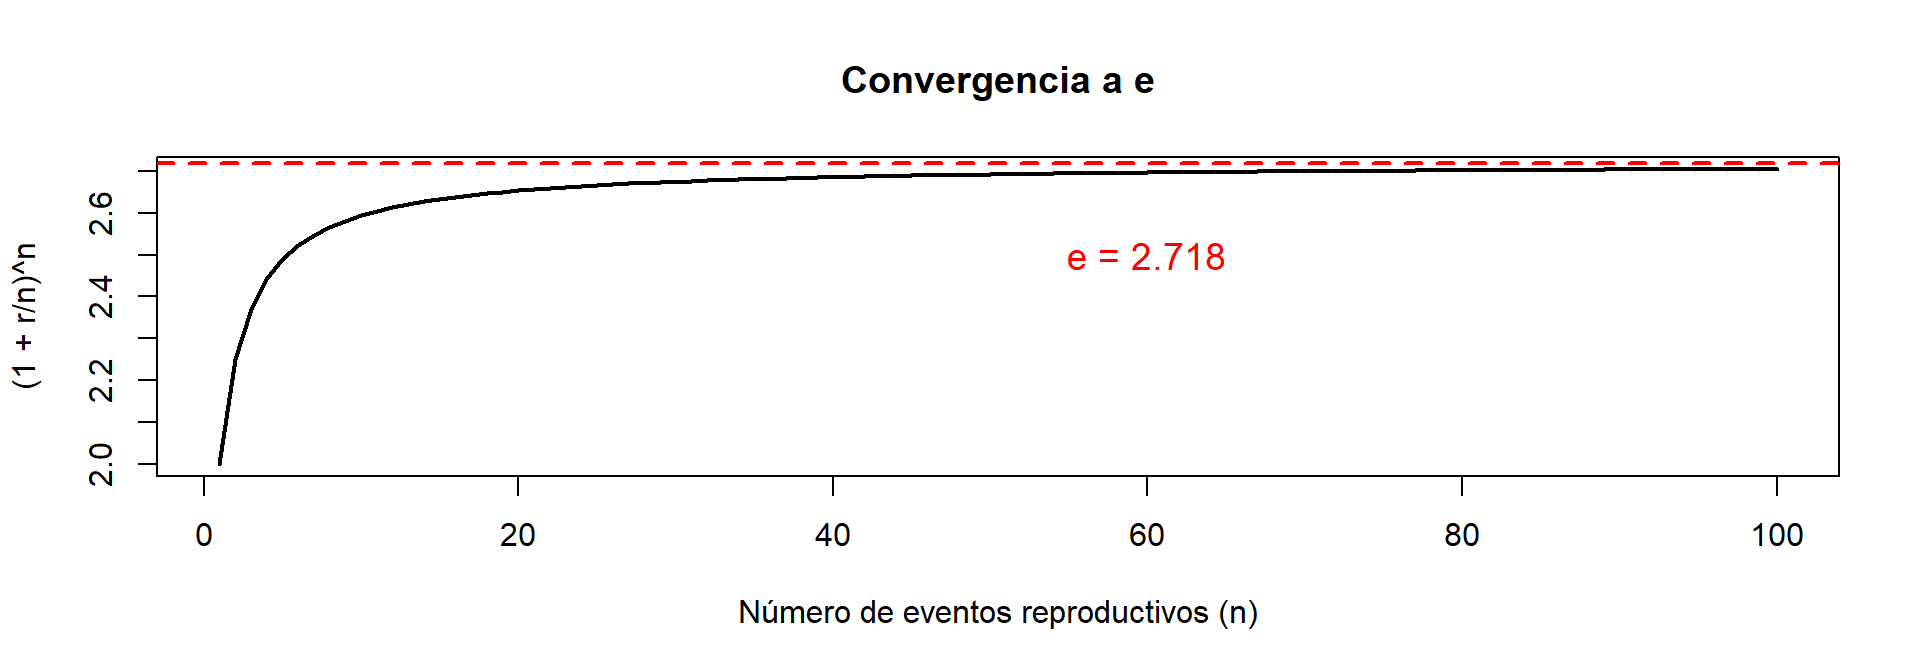 Convergencia a e
(1 + r/n)^n
2.6
2.4
2.2
2.0
e = 2.718
0 20 40 60 80 100
Número de eventos reproductivos (n)